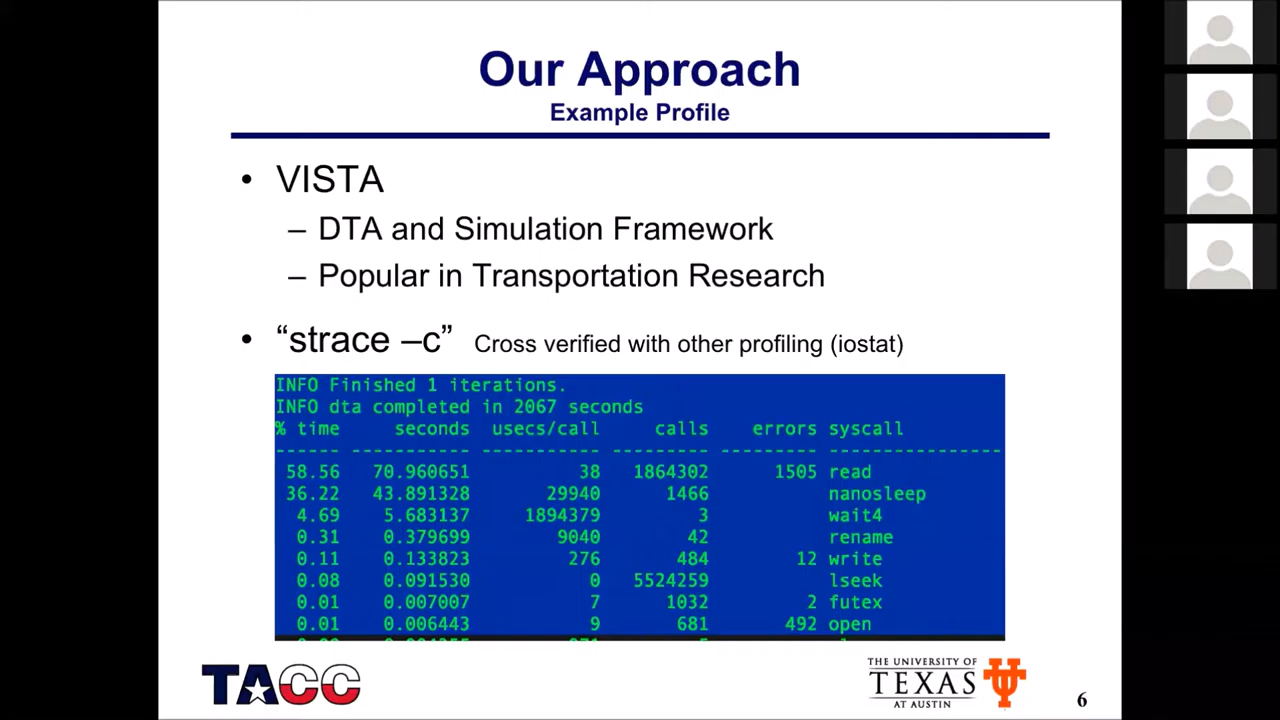 Our Approach
Example Profile
• VISTA
– DTA and Simulation Framework
– Popular in Transportation Research
• “strace –c” Cross verified with other profiling (iostat)
INFO Finished 1 iterations.
INFO dta completed in 2067 seconds
% time seconds usecs/call calls errors syscall
------ ----------- ----------- --------- --------- ----------------
58.56 70.960651 38 1864302 1505 read
36.22 43.891328 29940 1466 nanosleep
4.69 5.683137 1894379 3 wait4
0.31 0.379699 9040 42 rename
0.11 0.133823 276 484 12 write
0.08 0.091530 0 5524259 lseek
0.01 0.007007 7 1032 2 futex
0.01 0.006443 9 681 492 open
TACC
THE UNIVERSITY OF
TEXAS
AT AUSTIN
6